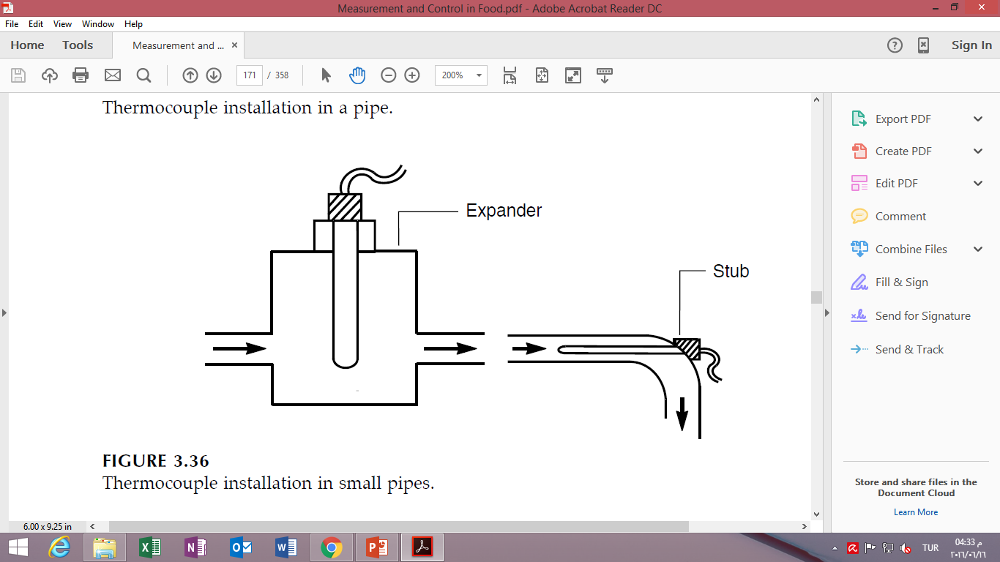 Measurement and Control in Food.pdf - Adobe Acrobat Reader DC
File Edit View Window Help
Home Tools Measurement and ... × ? Sign In
171 / 358 200%
Thermocouple installation in a pipe.
Expander
Stub
FIGURE 3.36
Thermocouple installation in small pipes.
6.00 x 9.25 in
Export PDF
Create PDF
Edit PDF
Comment
Combine Files
Fill & Sign
Send for Signature
Send & Track
Store and share files in the
Document Cloud
Learn More
TUR
04:33 م
٢٠١٦/٠٦/١٦